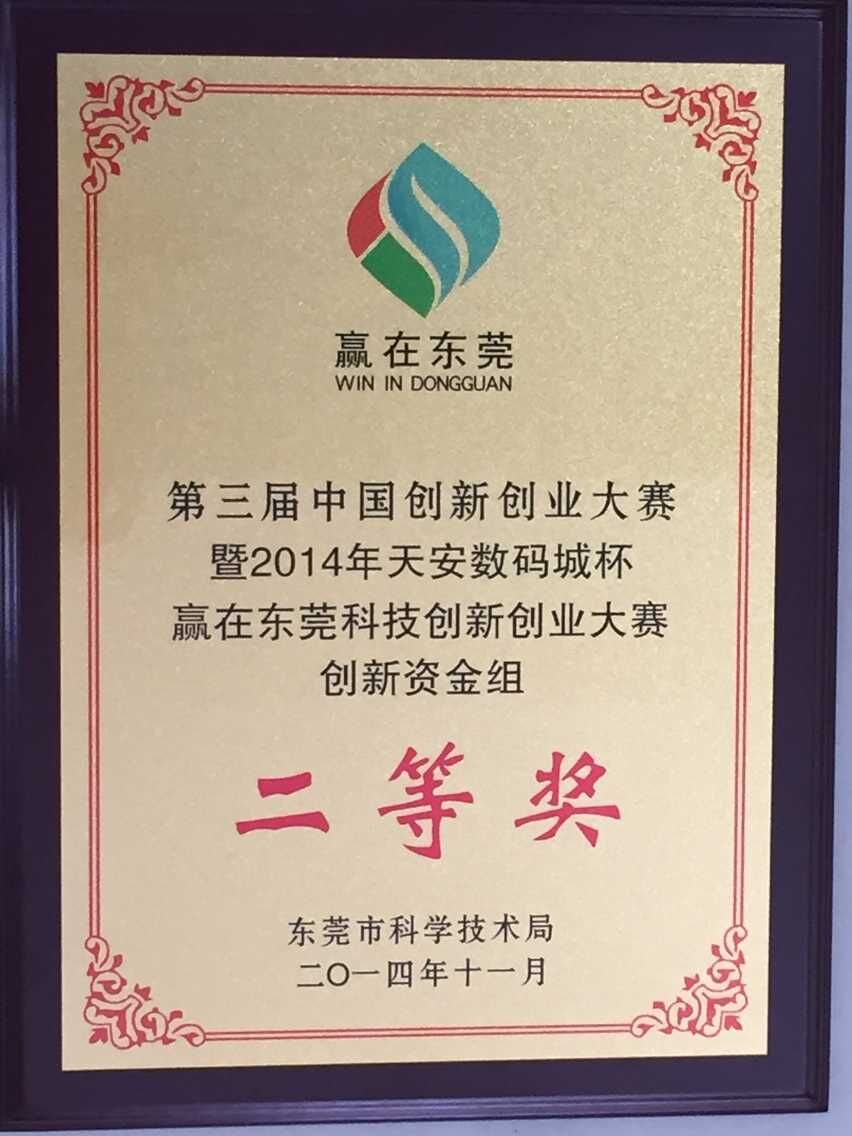 赢在东莞
WIN IN DONGGUAN
第三届中国创新创业大赛
暨2014年天安数码城杯
赢在东莞科技创新创业大赛
创新资金组
二等奖
东莞市科学技术局
二〇一四年十一月